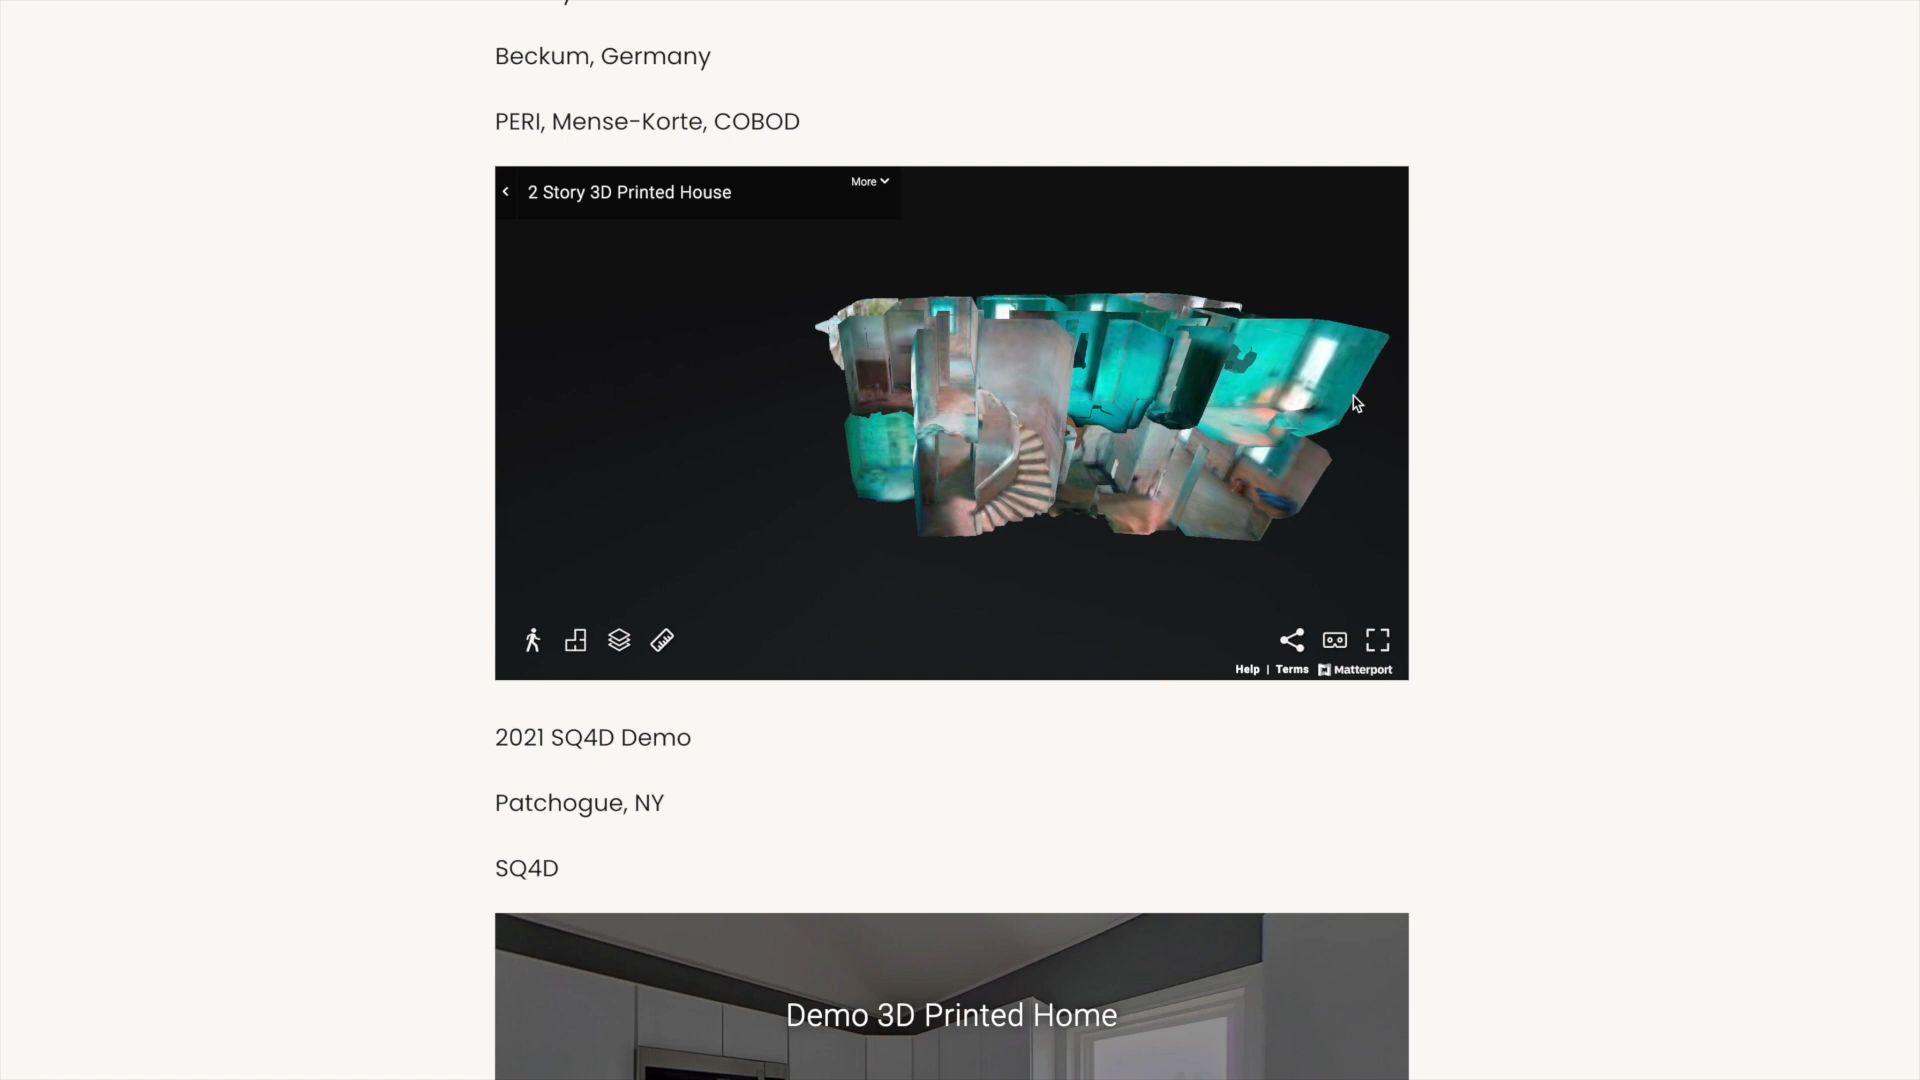 Beckum, Germany
PERI, Mense-Korte, COBOD
2 Story 3D Printed House
More
Help | Terms Matterport
2021 SQ4D Demo
Patchogue, NY
SQ4D
Demo 3D Printed Home